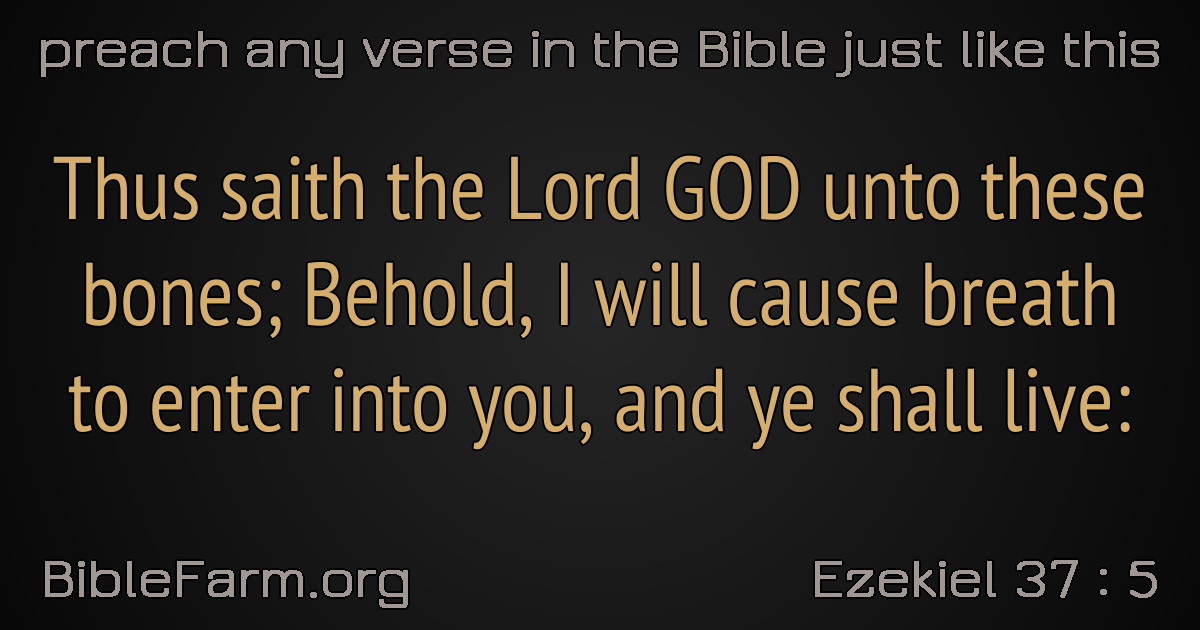 preach any verse in the Bible just like this
Thus saith the Lord GOD unto these
bones; Behold, I will cause breath
to enter into you, and ye shall live:
BibleFarm.org
Ezekiel 37 : 5